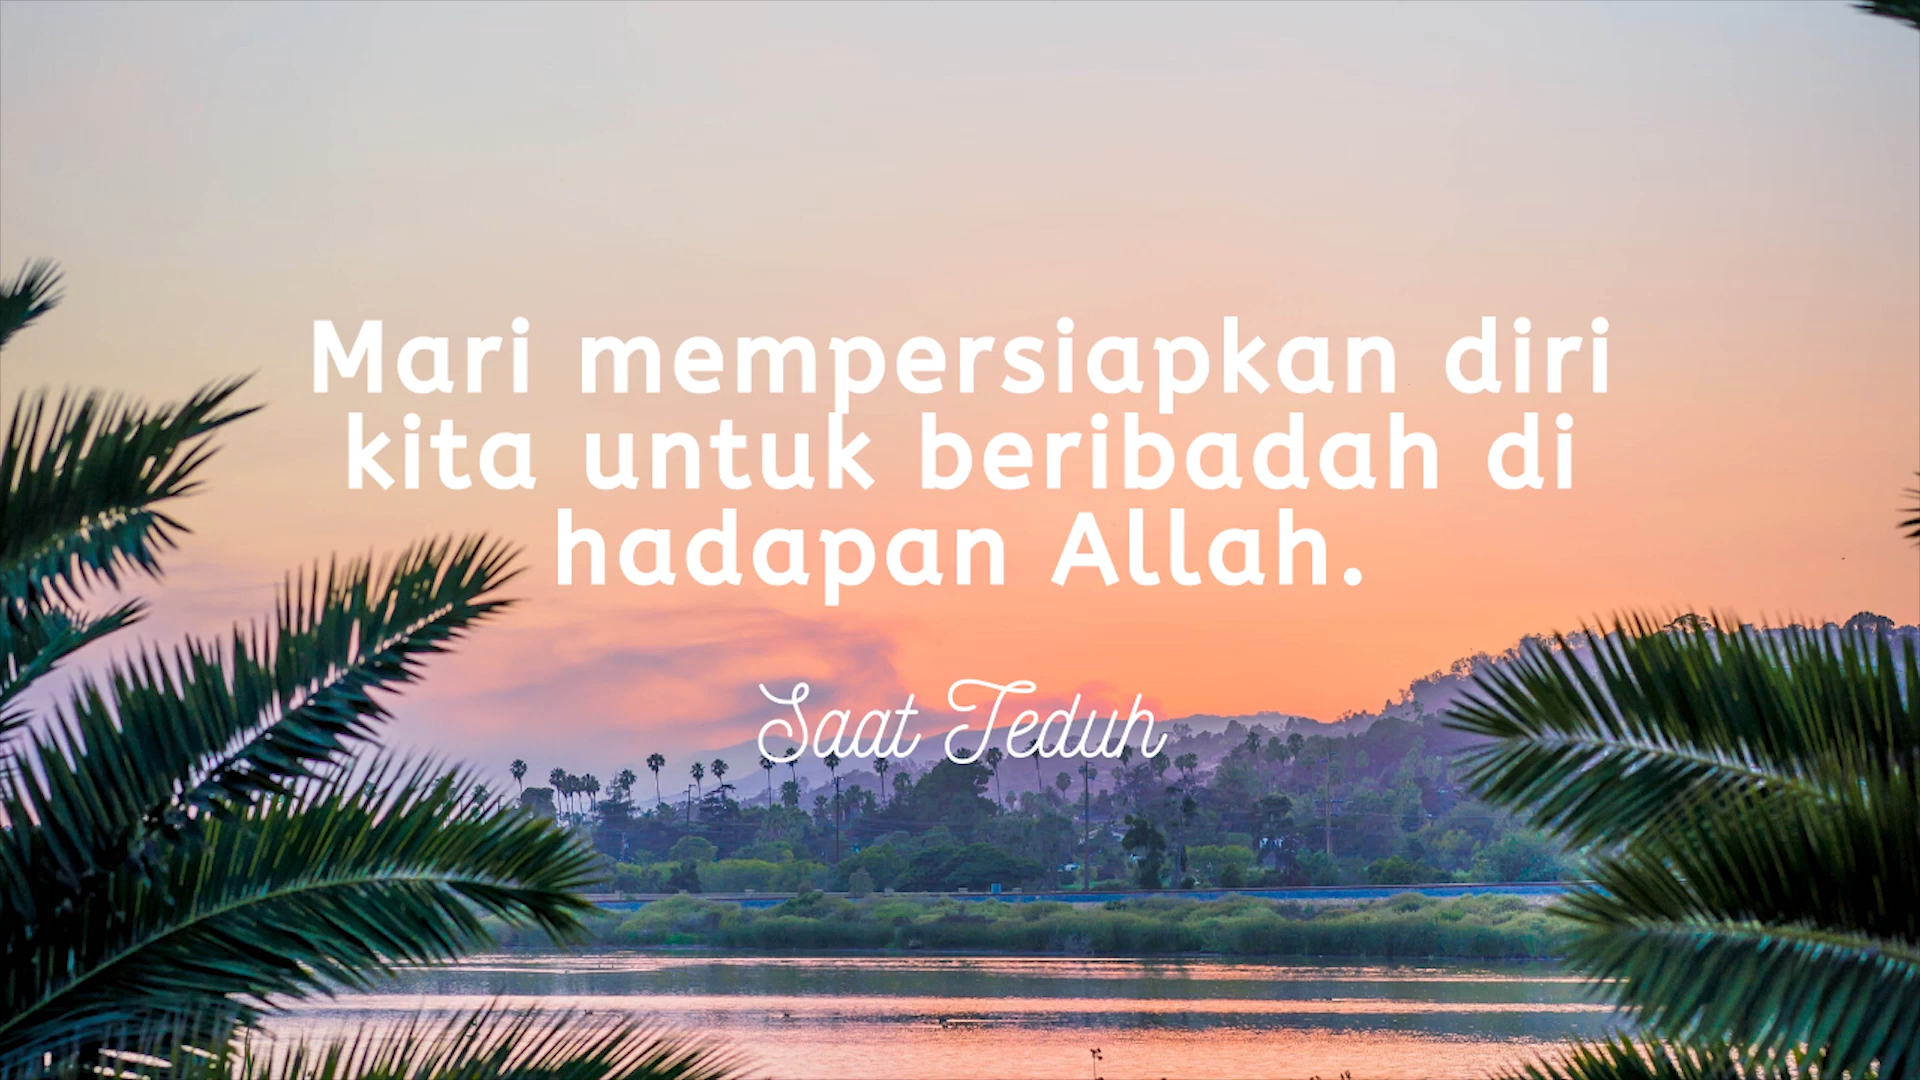 Mari mempersiapkan diri
kita untuk beribadah di
hadapan Allah.
Saat Teduh